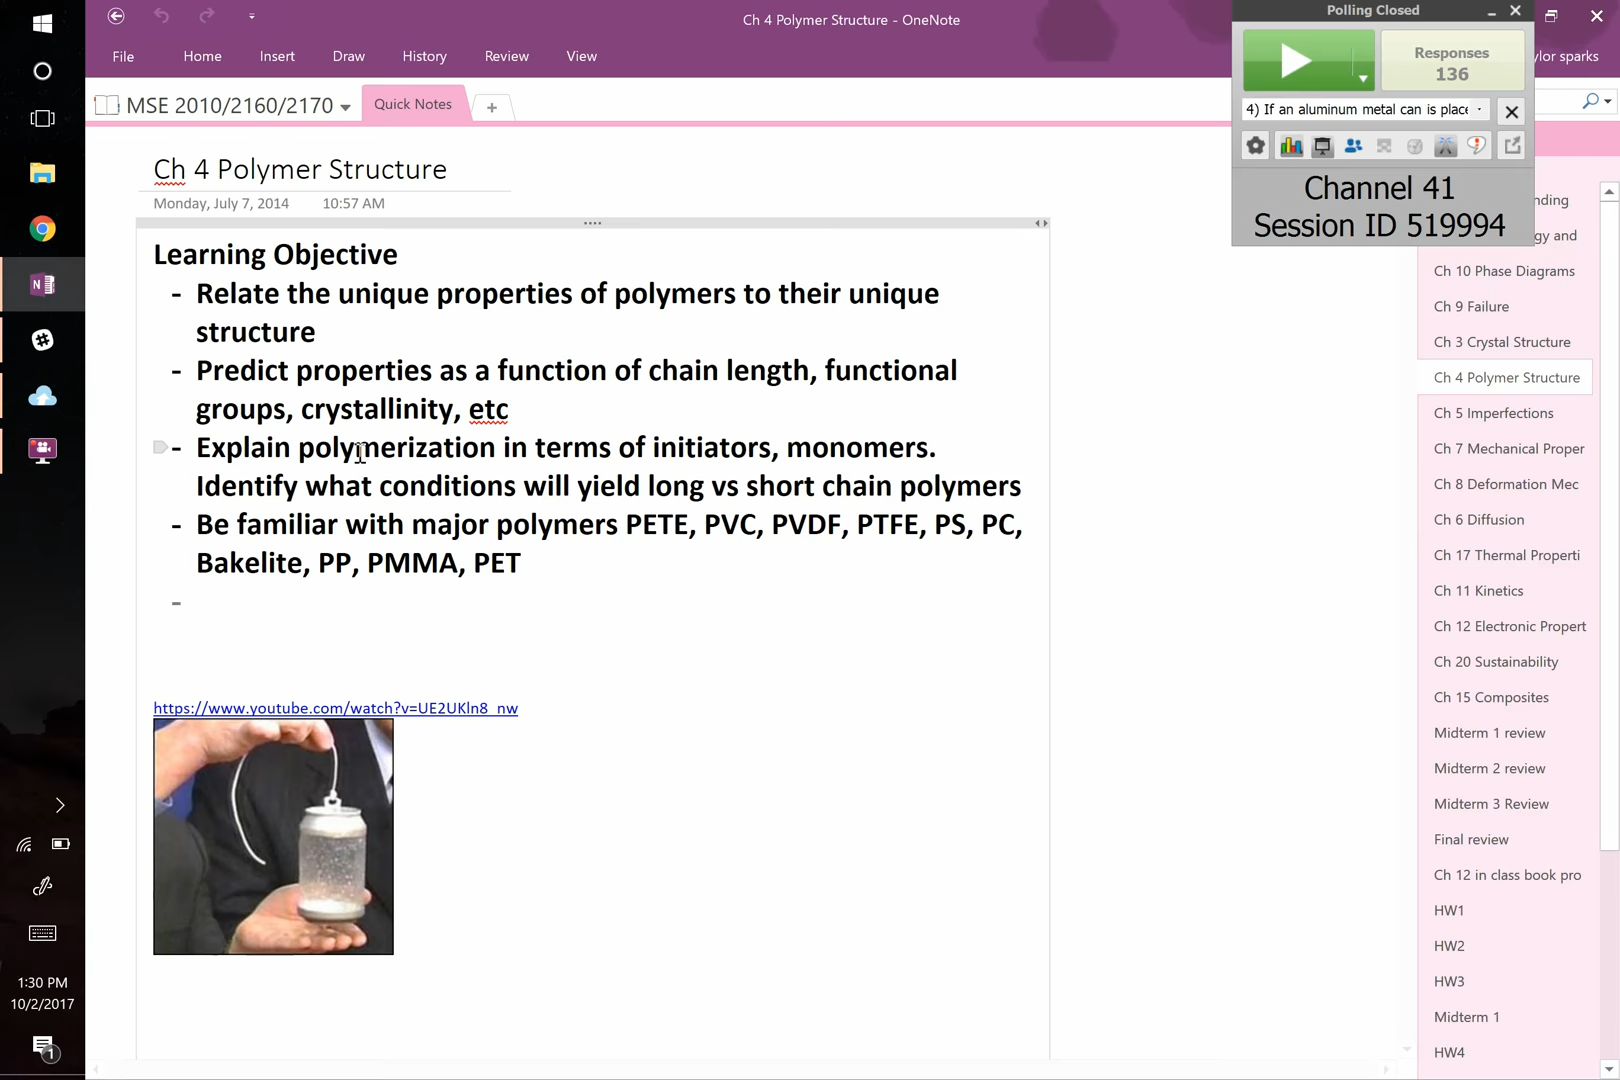 Ch 4 Polymer Structure - OneNote
Polling Closed
File
Home
Insert
Draw
History
Review
View
Responses
136
ylor sparks
MSE 2010/2160/2170
Quick Notes
4) If an aluminum metal can is place
Channel 41
Session ID 519994
Ch 4 Polymer Structure
Monday, July 7, 2014
10:57 AM
Learning Objective
- Relate the unique properties of polymers to their unique
structure
- Predict properties as a function of chain length, functional
groups, crystallinity, etc
- Explain polymerization in terms of initiators, monomers.
Identify what conditions will yield long vs short chain polymers
- Be familiar with major polymers PETE, PVC, PVDF, PTFE, PS, PC,
Bakelite, PP, PMMA, PET
-
https://www.youtube.com/watch?v=UE2UKln8_nw
nding
gy and
Ch 10 Phase Diagrams
Ch 9 Failure
Ch 3 Crystal Structure
Ch 4 Polymer Structure
Ch 5 Imperfections
Ch 7 Mechanical Proper
Ch 8 Deformation Mec
Ch 6 Diffusion
Ch 17 Thermal Properti
Ch 11 Kinetics
Ch 12 Electronic Propert
Ch 20 Sustainability
Ch 15 Composites
Midterm 1 review
Midterm 2 review
Midterm 3 Review
Final review
Ch 12 in class book pro
HW1
HW2
HW3
Midterm 1
HW4
1:30 PM
10/2/2017
1